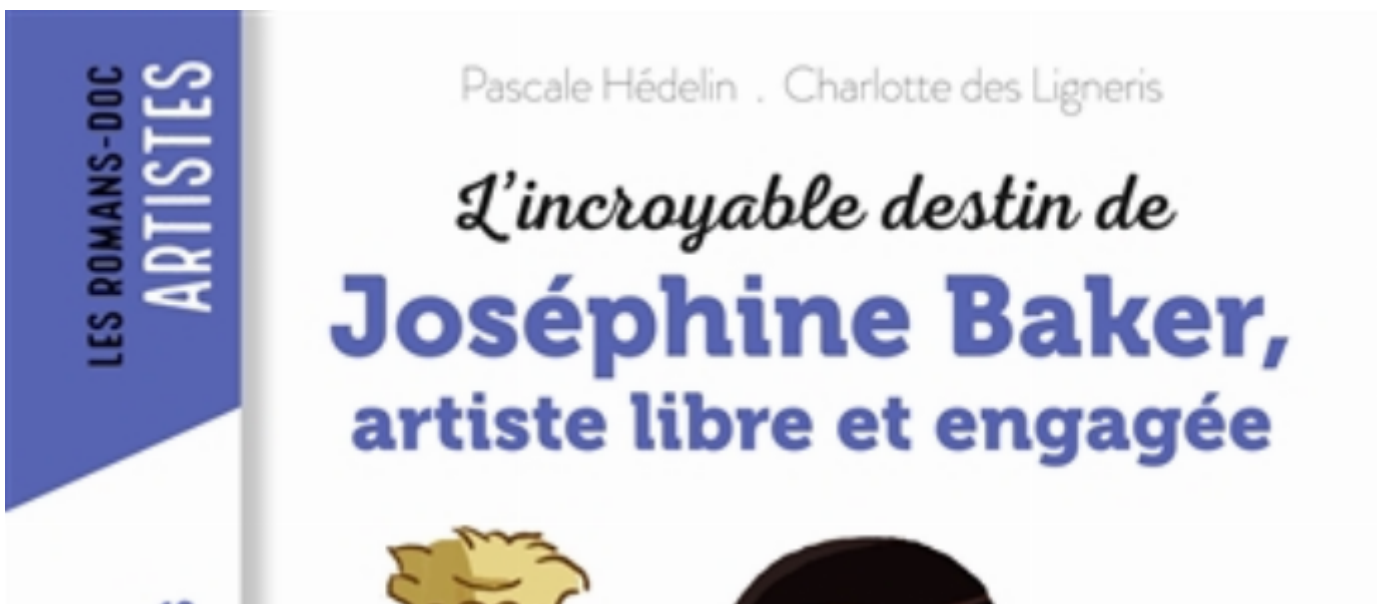 LES ROMANS-DOC
ARTISTES
Pascale Hédelin . Charlotte des Ligneris
L'incroyable destin de
Joséphine Baker,
artiste libre et engagée